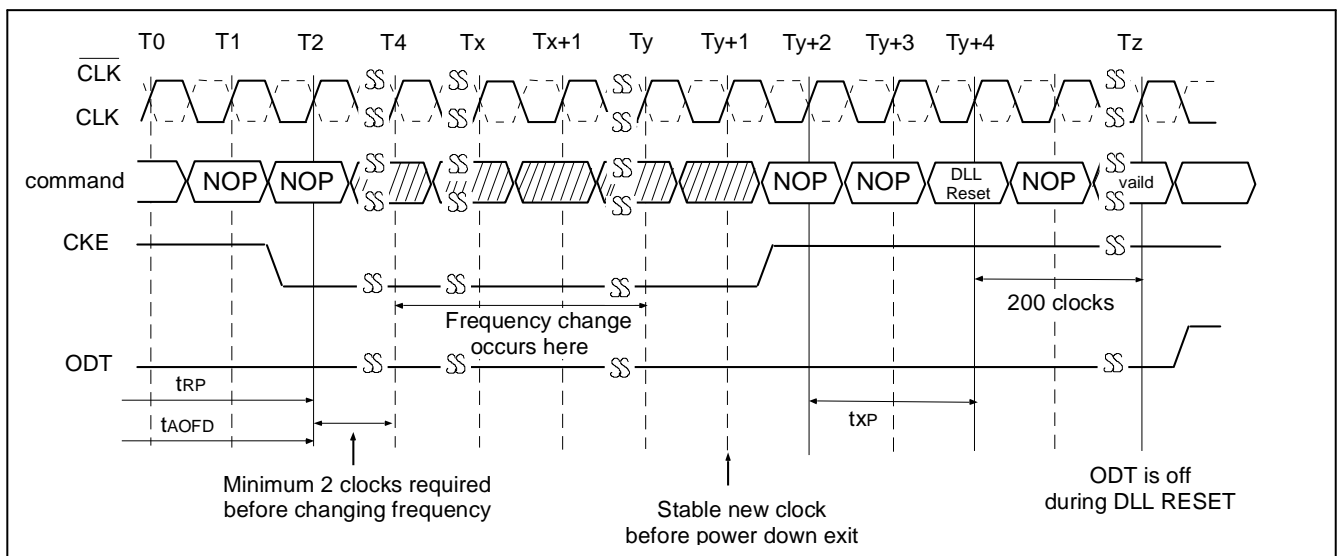 T0 T1 T2 T4 Tx Tx+1 Ty Ty+1 Ty+2 Ty+3 Ty+4 Tz
CLK
CLK
command NOP NOP NOP NOP DLL Reset NOP vaild
CKE
200 clocks
Frequency change
occurs here
ODT
tRP
tXP
tAOFD
Minimum 2 clocks required
before changing frequency
Stable new clock
before power down exit
ODT is off
during DLL RESET